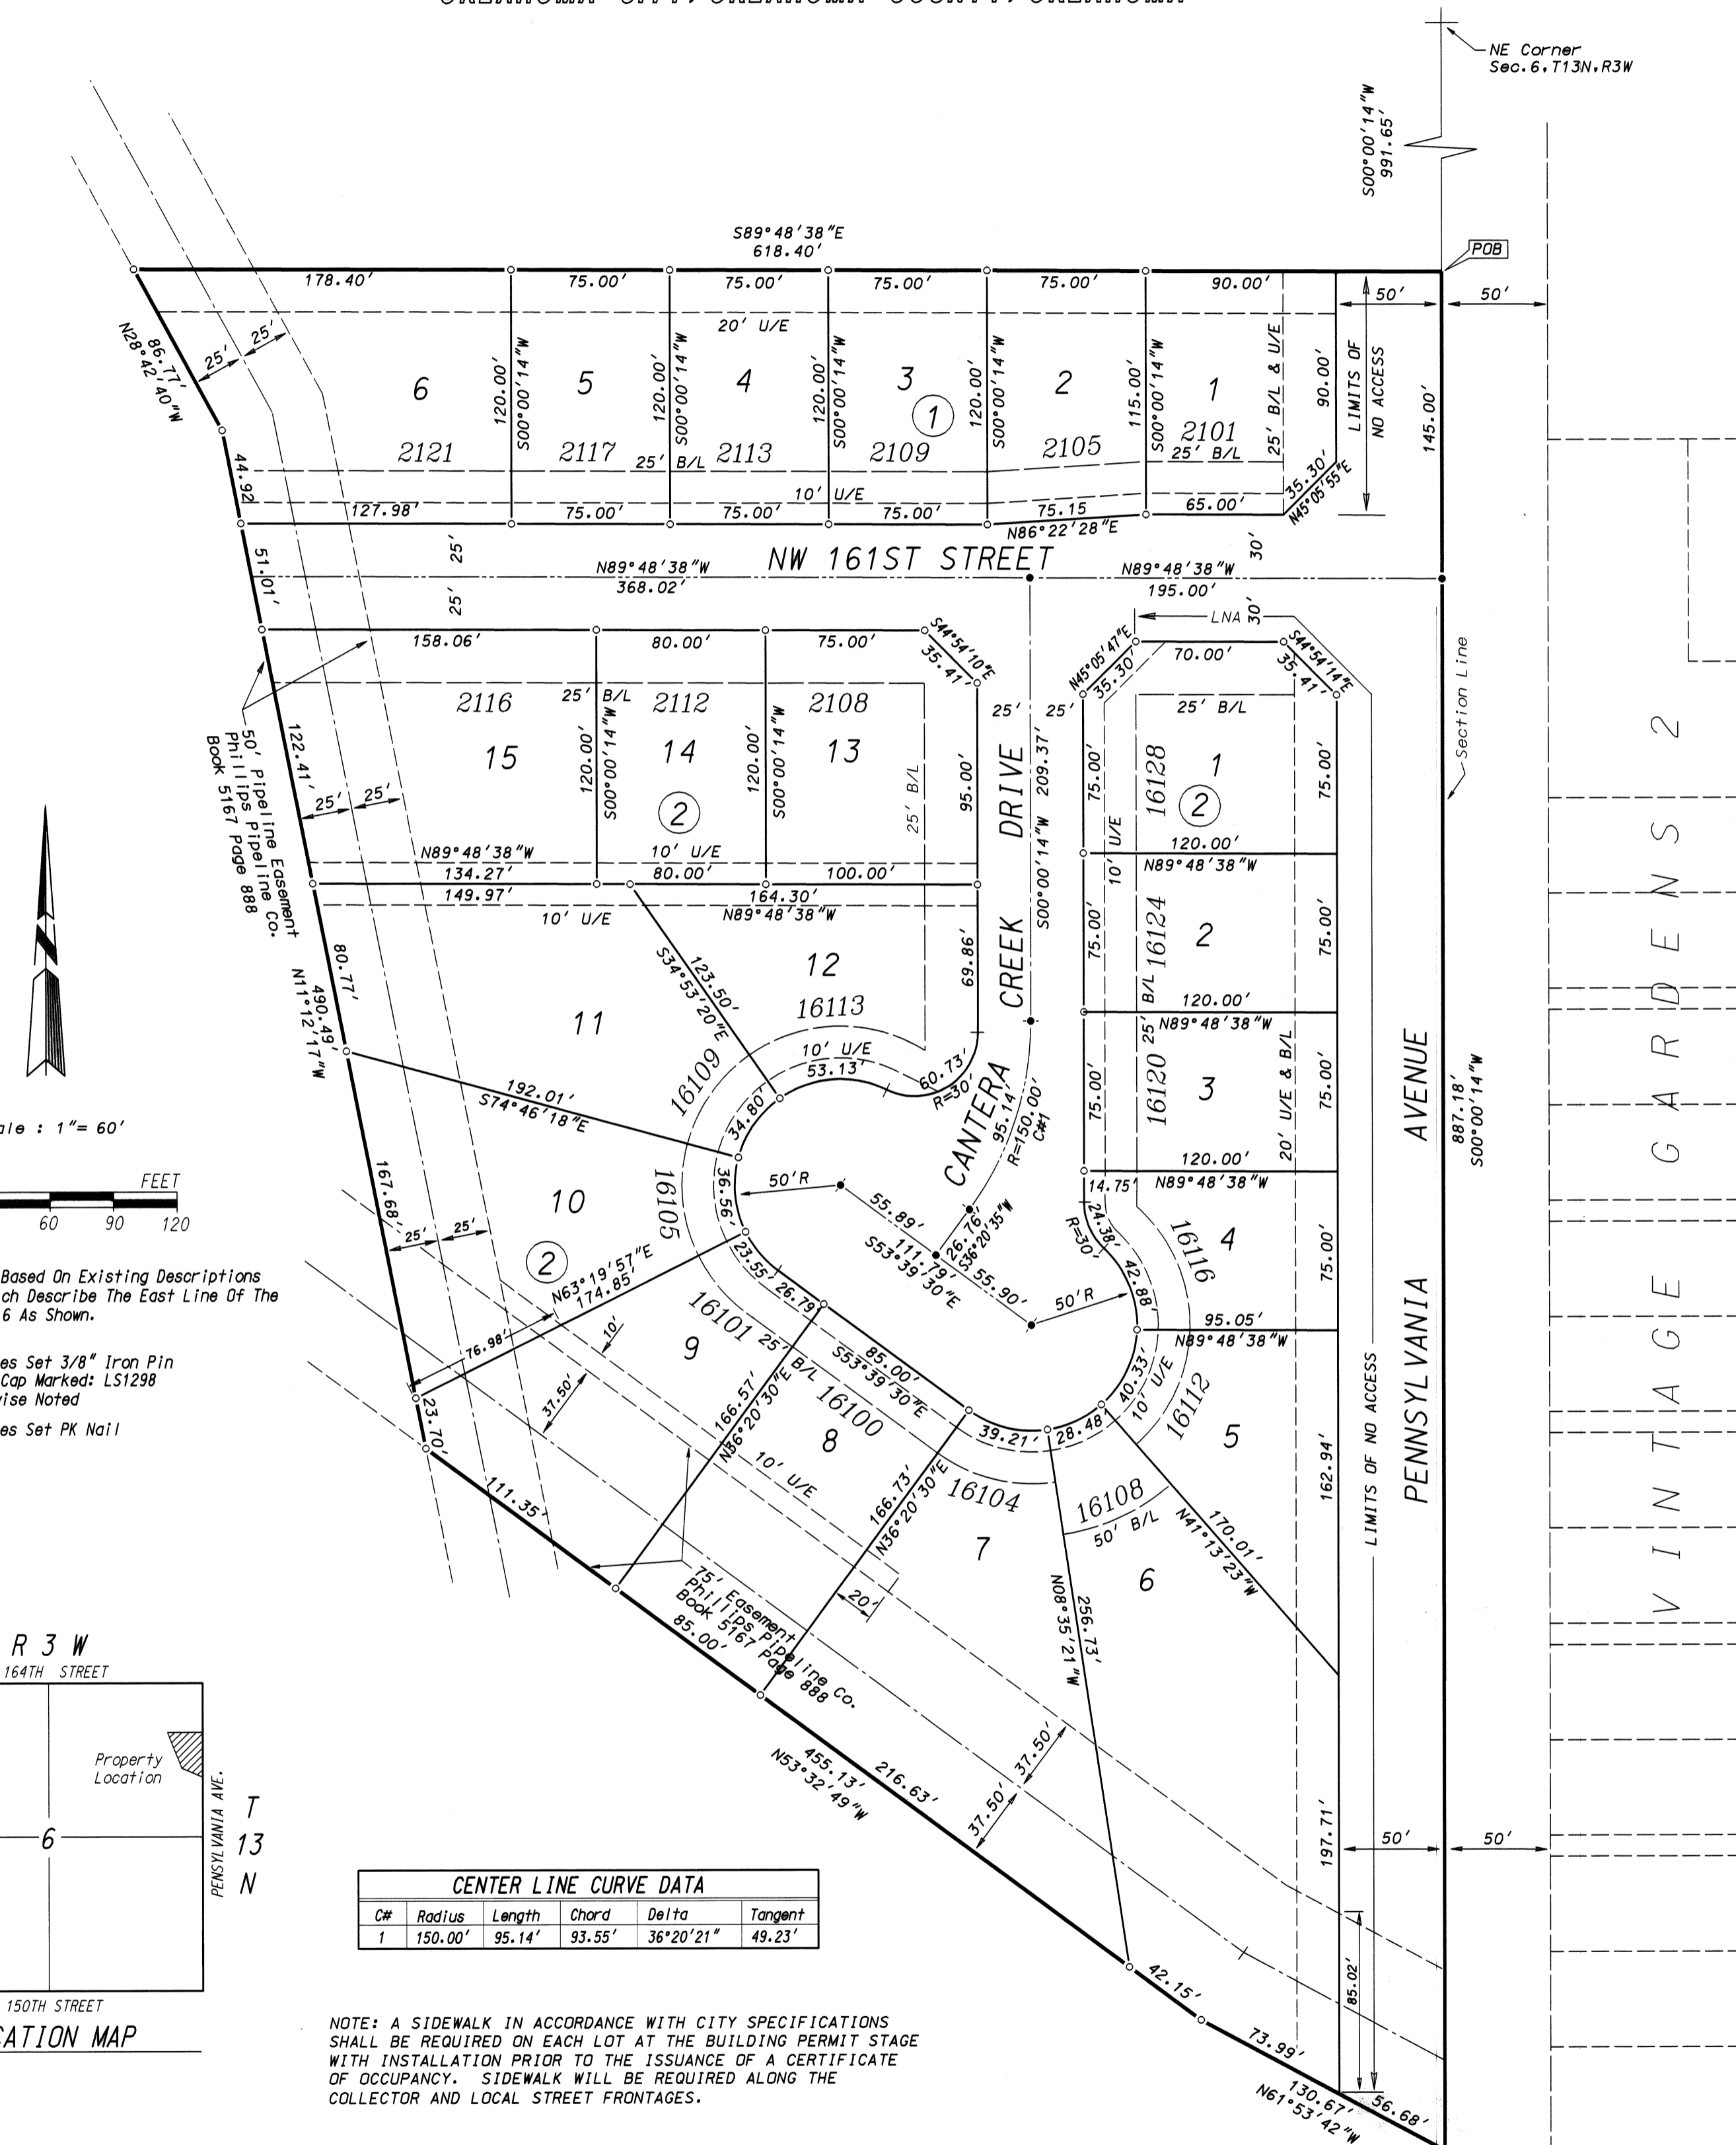 NE Corner
Sec.6,T13N,R3W
S00°00'14"W
991.65'
POB
S89°48'38"E
618.40'
178.40'
75.00'
75.00'
75.00'
75.00'
90.00'
50'
50'
20' U/E
N28°42'40"W
86.77'
25'
25'
6
120.00'
S00°00'14"W
5
120.00'
S00°00'14"W
4
120.00'
S00°00'14"W
3
1
120.00'
S00°00'14"W
2
115.00'
S00°00'14"W
1
25' B/L & U/E
90.00'
LIMITS OF
NO ACCESS
145.00'
2121
2117
25' B/L
2113
2109
2105
2101
25' B/L
44.92
10' U/E
35.30'
N45°05'55"E
127.98'
75.00'
75.00'
75.00'
75.15
65.00'
N86°22'28"E
51.01'
25'
25'
NW 161ST STREET
N89°48'38"W
368.02'
30'
N89°48'38"W
195.00'
30'
LNA
158.06'
80.00'
75.00'
S44°54'10"E
35.41'
N45°05'47"E
35.30'
70.00'
S44°54'14"E
35.41'
Section Line
50' Pipeline Easement
Phillips Pipeline Co.
Book 5167 Page 888
2116
25' B/L
2112
2108
25'
25'
25' B/L
122.41'
15
120.00'
S00°00'14"W
14
2
120.00'
S00°00'14"W
13
25' B/L
95.00'
CREEK DRIVE
S00°00'14"W 209.37'
75.00'
16128
1
2
75.00'
25'
25'
10' U/E
N89°48'38"W
10' U/E
134.27'
80.00'
100.00'
149.97'
164.30'
10' U/E
N89°48'38"W
120.00'
N89°48'38"W
80.77'
490.49'
N11°12'17"W
11
123.50'
S34°53'20"E
12
16113
69.86'
75.00'
B/L
25'
16124
2
75.00'
120.00'
N89°48'38"W
16109
10' U/E
53.13'
60.73'
R=30'
CANTERA
95.14'
R=150.00'
C#1
75.00'
16120
3
20' U/E & B/L
75.00'
192.01'
S74°46'18"E
34.80'
120.00'
N89°48'38"W
14.75'
167.68'
10
16105
36.56'
50'R
55.89'
111.79'
S53°39'30"E
26.76'
S36°20'35"W
55.90'
50'R
24.38'
R=30'
16116
4
42.88'
75.00'
25'
25'
2
N63°19'57"E
174.85'
23.55'
26.79'
95.05'
N89°48'38"W
76.98'
10'
9
16101
25' B/L
85.00'
S53°39'30"E
16100
37.50'
23.70'
166.57'
N36°20'30"E
8
10' U/E
39.21'
28.48'
40.33'
10' U/E
16112
5
162.94'
LIMITS OF NO ACCESS
PENNSYLVANIA AVENUE
887.18'
S00°00'14"W
VINTAGE GARDENS 2
111.35'
166.73'
N36°20'30"E
16104
7
16108
50' B/L
6
170.01'
N41°13'23"W
20'
75' Easement
Phillips Pipeline Co.
Book 5167 Page 888
85.00'
256.73'
N08°35'21"W
455.13'
N53°32'49"W
216.63'
37.50'
37.50'
197.71'
50'
50'
42.15'
85.02'
73.99'
130.67'
N61°53'42"W
56.68'
ale : 1"= 60'
FEET
60
90
120
Based On Existing Descriptions
ch Describe The East Line Of The
6 As Shown.
es Set 3/8" Iron Pin
Cap Marked: LS1298
ise Noted
es Set PK Nail
R 3 W
164TH STREET
Property
Location
6
PENSYLVANIA AVE.
T
13
N
150TH STREET
CATION MAP
CENTER LINE CURVE DATA
C# Radius Length Chord Delta Tangent
1 150.00' 95.14' 93.55' 36°20'21" 49.23'
NOTE: A SIDEWALK IN ACCORDANCE WITH CITY SPECIFICATIONS
SHALL BE REQUIRED ON EACH LOT AT THE BUILDING PERMIT STAGE
WITH INSTALLATION PRIOR TO THE ISSUANCE OF A CERTIFICATE
OF OCCUPANCY. SIDEWALK WILL BE REQUIRED ALONG THE
COLLECTOR AND LOCAL STREET FRONTAGES.